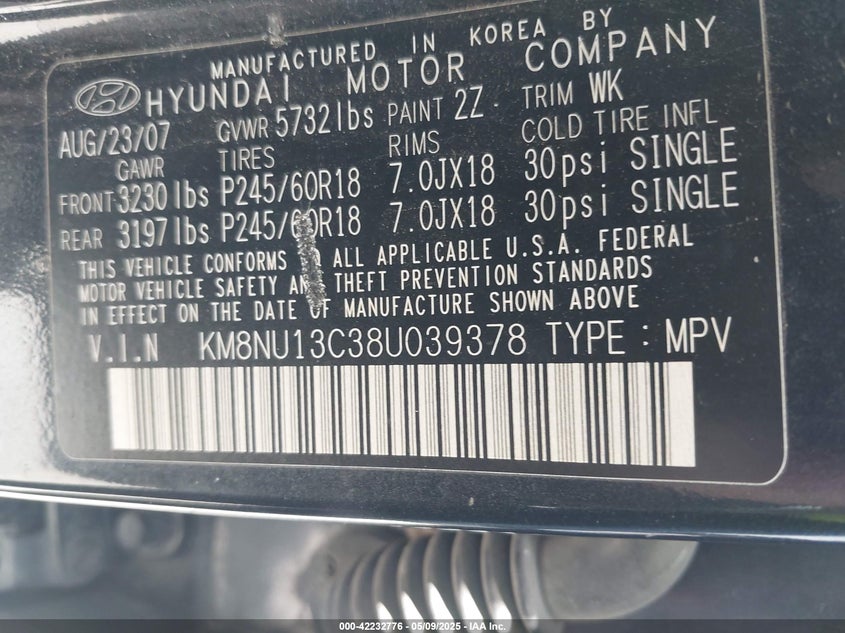 MANUFACTURED IN KOREA BY
HYUNDAI MOTOR COMPANY
AUG/23/07 GVWR 5732lbs PAINT 2Z TRIM WK
GAWR TIRES RIMS COLD TIRE INFL
FRONT 3230lbs P245/60R18 7.0JX18 30psi SINGLE
REAR 3197lbs P245/60R18 7.0JX18 30psi SINGLE
THIS VEHICLE CONFORMS TO ALL APPLICABLE U.S.A. FEDERAL
MOTOR VEHICLE SAFETY AND THEFT PREVENTION STANDARDS
IN EFFECT ON THE DATE OF MANUFACTURE SHOWN ABOVE
V.I.N KM8NU13C38U039378 TYPE : MPV
000-42232776 — 05/09/2025 — IAA Inc.